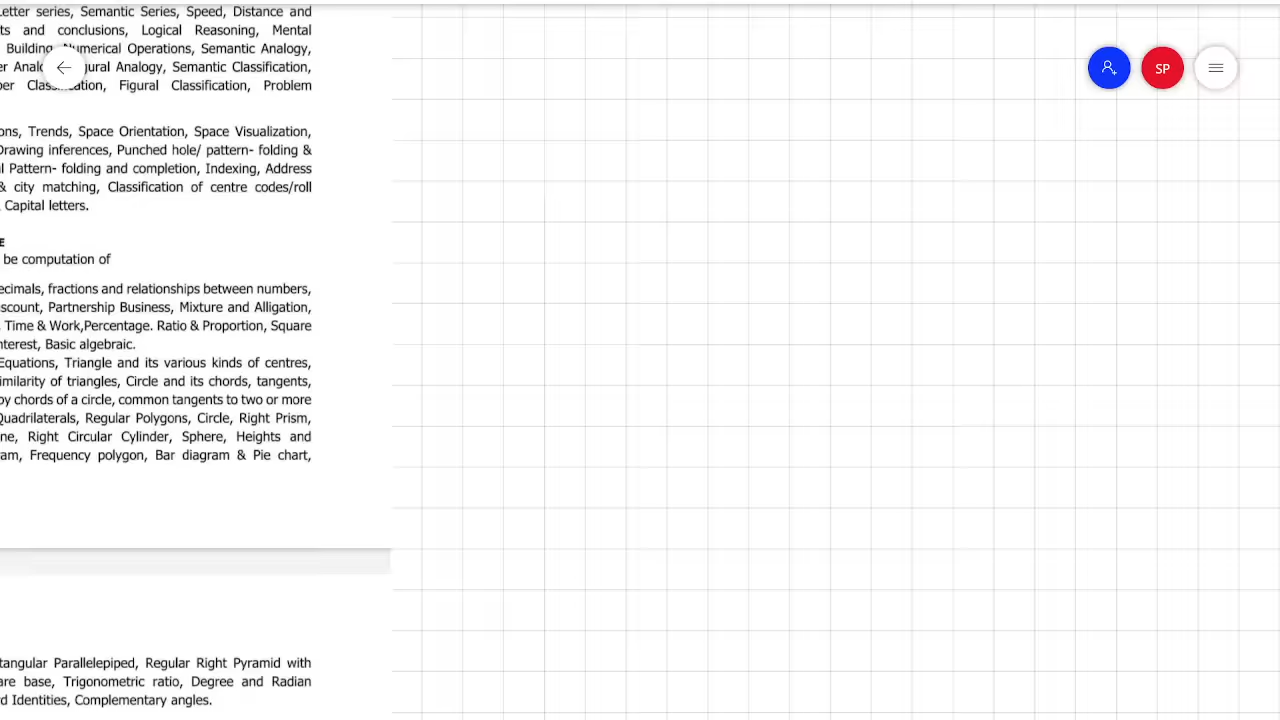 Letter series, Semantic Series, Speed, Distance and
ts and conclusions, Logical Reasoning, Mental
Building, Numerical Operations, Semantic Analogy,
Figural Analogy, Semantic Classification,
Figural Classification, Problem
ons, Trends, Space Orientation, Space Visualization,
Drawing inferences, Punched hole/ pattern- folding &
l Pattern- folding and completion, Indexing, Address
& city matching, Classification of centre codes/roll
Capital letters.
E
be computation of
ecimals, fractions and relationships between numbers,
scount, Partnership Business, Mixture and Alligation,
Time & Work,Percentage. Ratio & Proportion, Square
nterest, Basic algebraic.
Equations, Triangle and its various kinds of centres,
imilarity of triangles, Circle and its chords, tangents,
by chords of a circle, common tangents to two or more
Quadrilaterals, Regular Polygons, Circle, Right Prism,
ne, Right Circular Cylinder, Sphere, Heights and
ram, Frequency polygon, Bar diagram & Pie chart,
tangular Parallelepiped, Regular Right Pyramid with
are base, Trigonometric ratio, Degree and Radian
d Identities, Complementary angles.
SP